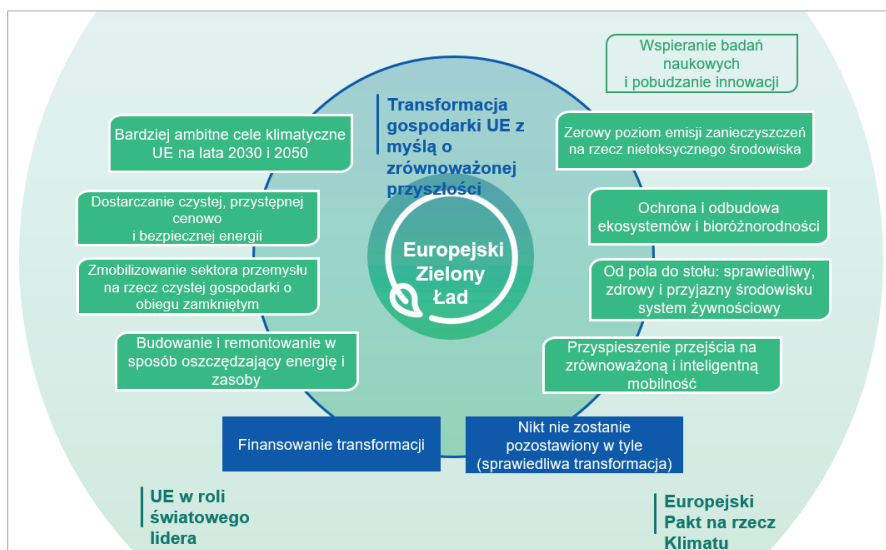 Wspieranie badań
naukowych
i pobudzanie innowacji
Transformacja
gospodarki UE z
myślą o
zrównoważonej
przyszłości
Bardziej ambitne cele klimatyczne
UE na lata 2030 i 2050
Zerowy poziom emisji zanieczyszczeń
na rzecz nietoksycznego środowiska
Dostarczanie czystej, przystępnej
cenowo
i bezpiecznej energii
Ochrona i odbudowa
ekosystemów i bioróżnorodności
Europejski
Zielony
Ład
Zmobilizowanie sektora przemysłu
na rzecz czystej gospodarki o
obiegu zamkniętym
Od pola do stołu: sprawiedliwy,
zdrowy i przyjazny środowisku
system żywnościowy
Budowanie i remontowanie w
sposób oszczędzający energię i
zasoby
Przyspieszenie przejścia na
zrównoważoną i inteligentną
mobilność
Finansowanie transformacji
Nikt nie zostanie
pozostawiony w tyle
(sprawiedliwa transformacja)
UE w roli
światowego
lidera
Europejski
Pakt na rzecz
Klimatu